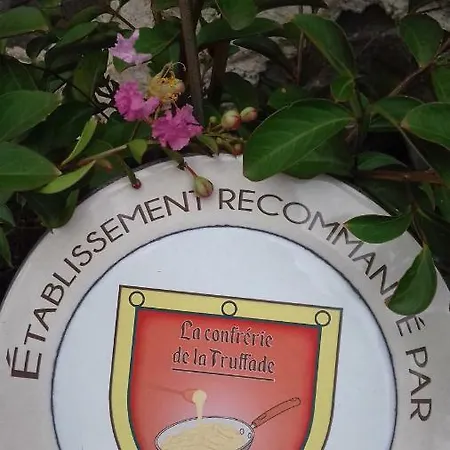 ÉTABLISSEMENT RECOMMANDÉ PAR
La confrérie
de la Truffade